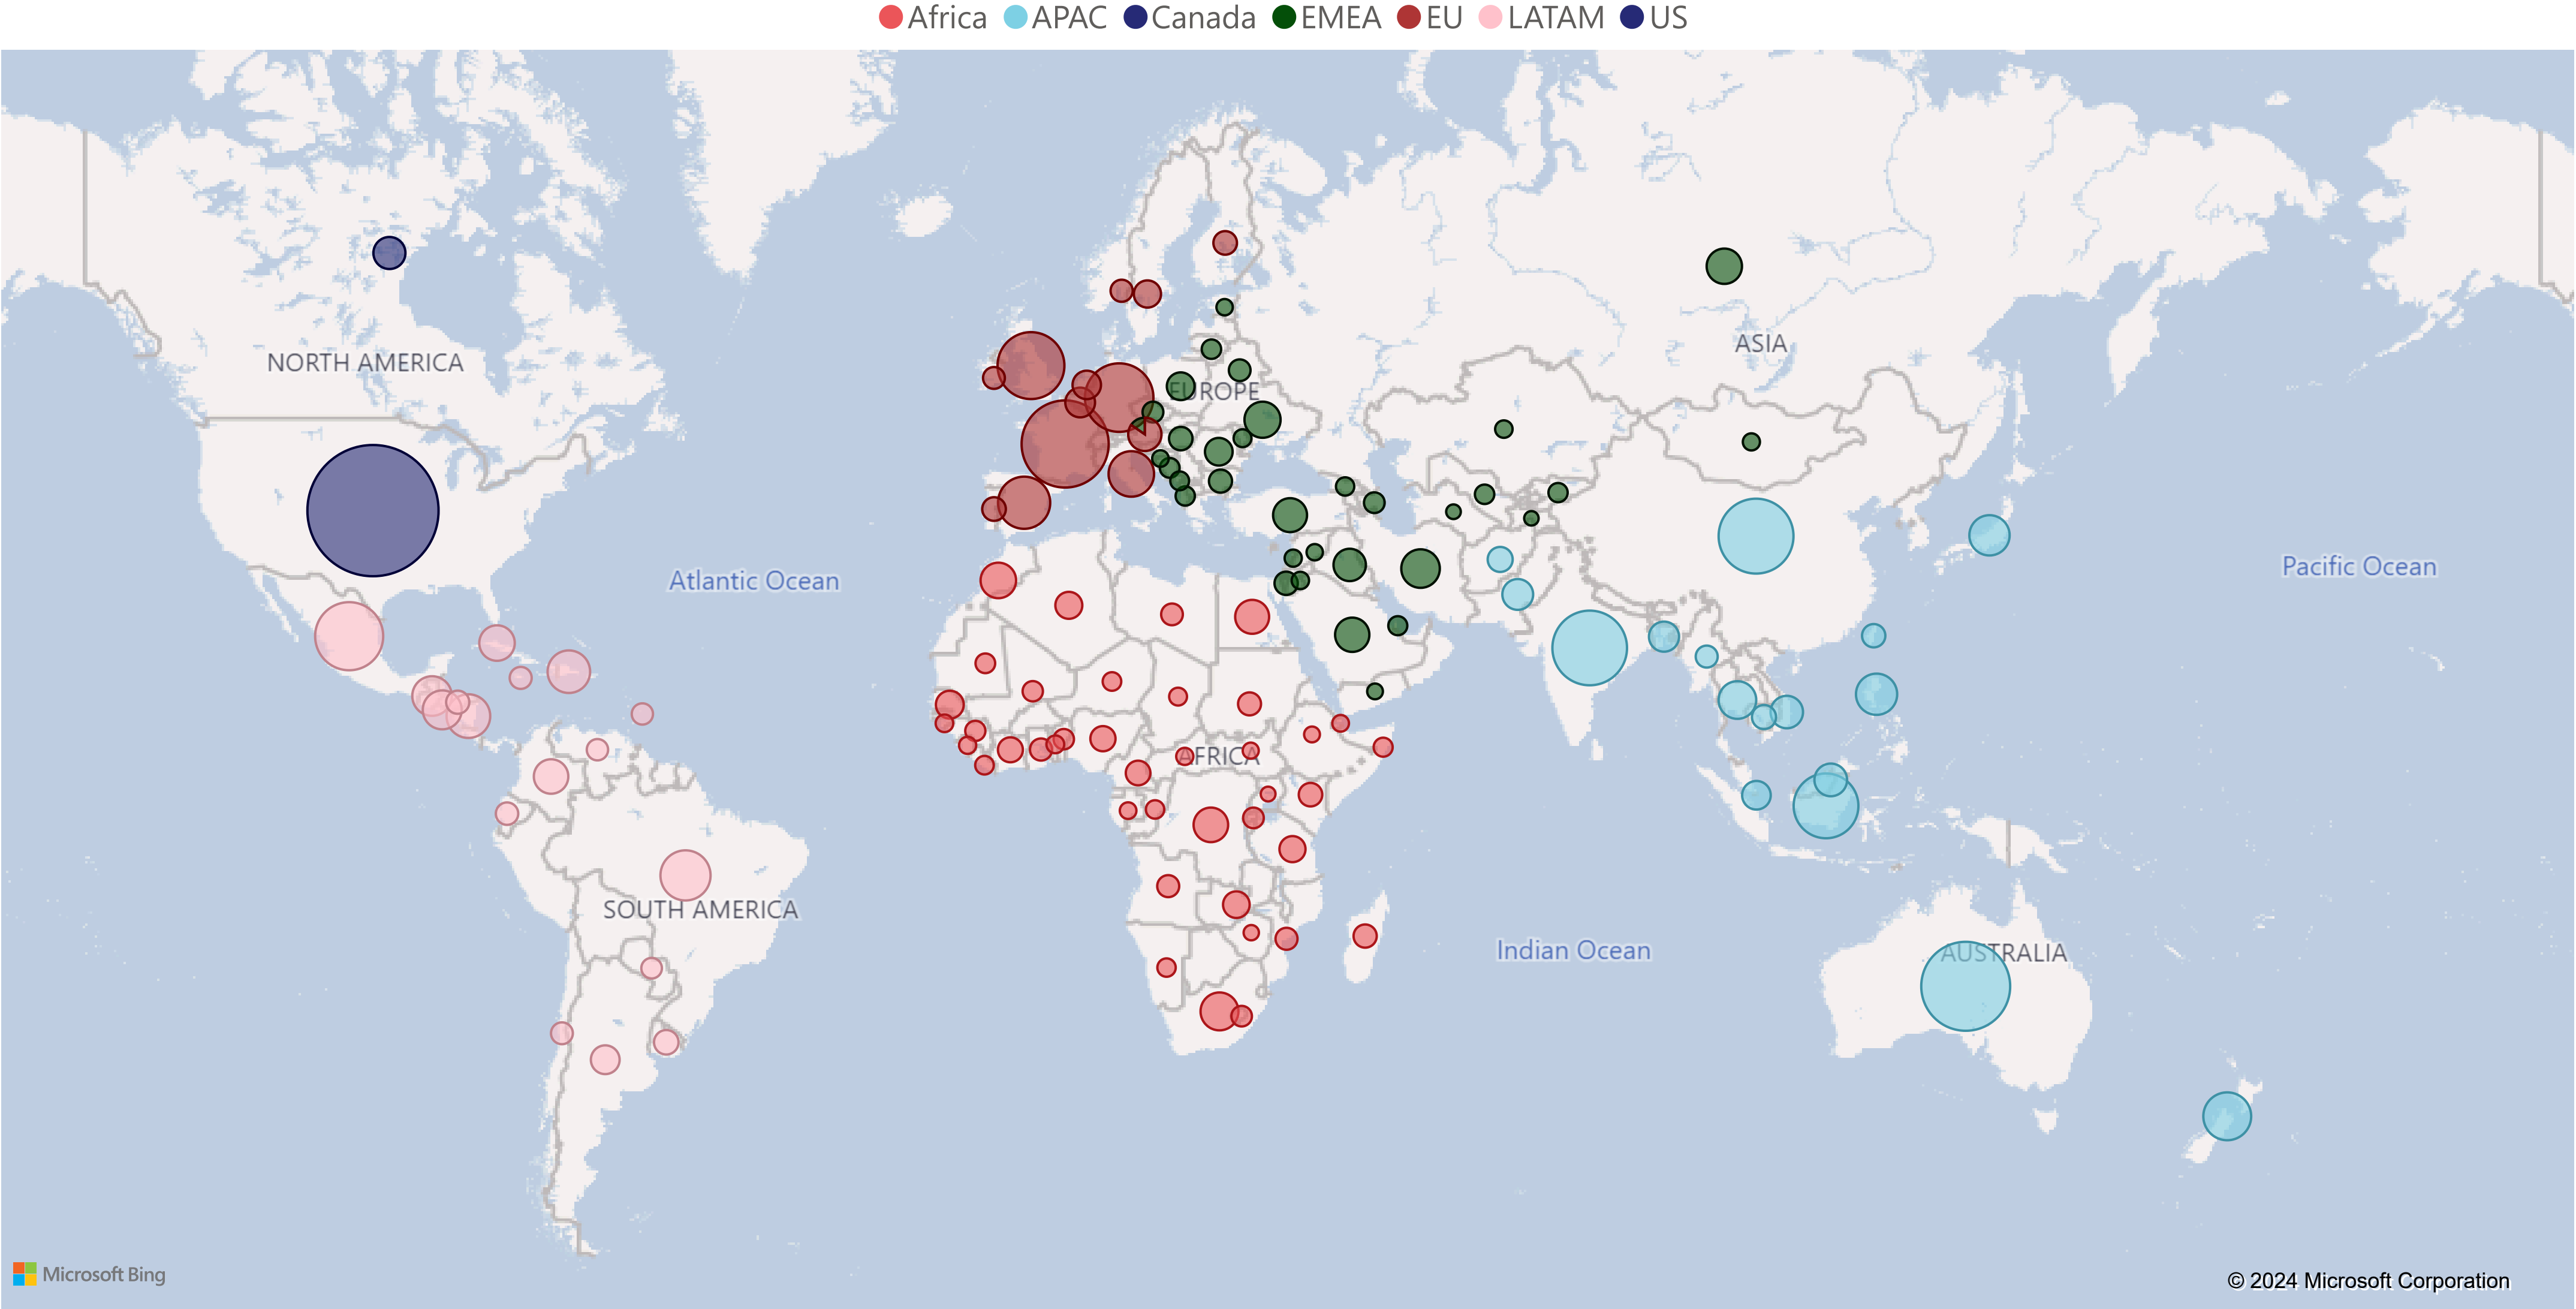 Africa APAC Canada EMEA EU LATAM US
ASIA
NORTH AMERICA
EUROPE
Pacific Ocean
Atlantic Ocean
AFRICA
SOUTH AMERICA
Indian Ocean
AUSTRALIA
Microsoft Bing
© 2024 Microsoft Corporation